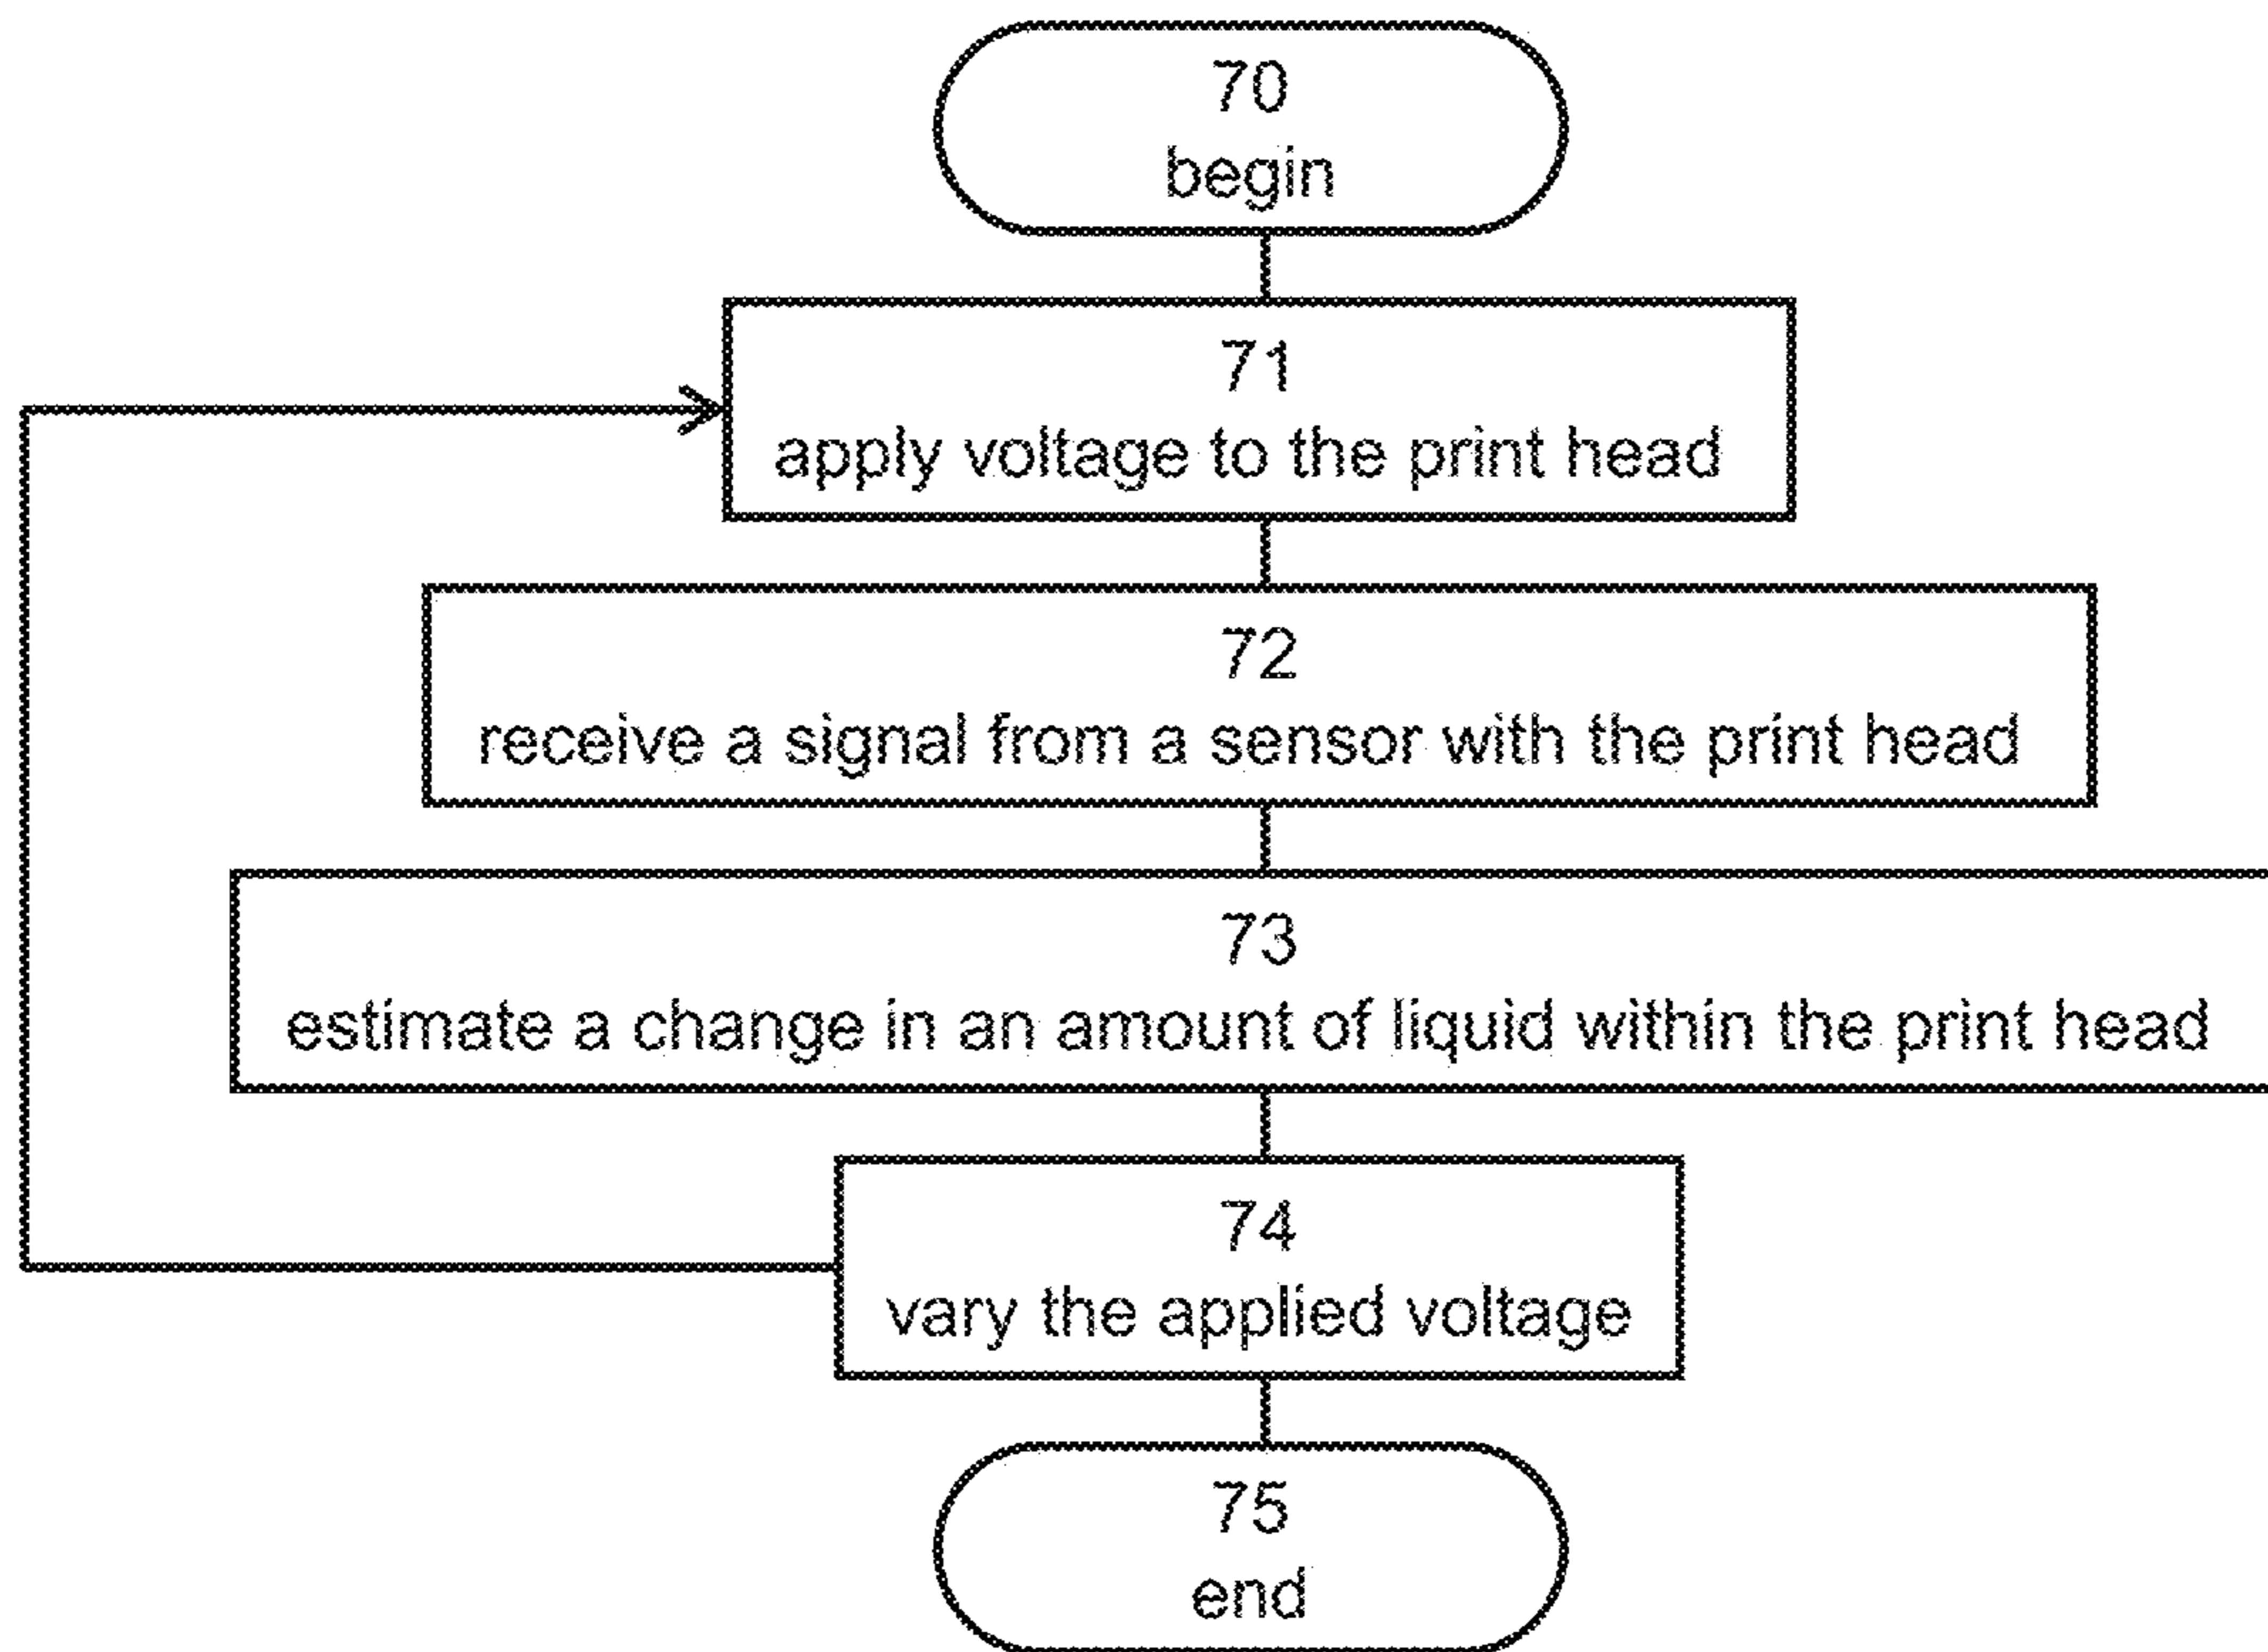 70
begin
71
apply voltage to the print head
72
receive a signal from a sensor with the print head
73
estimate a change in an amount of liquid within the print head
74
vary the applied voltage
75
end